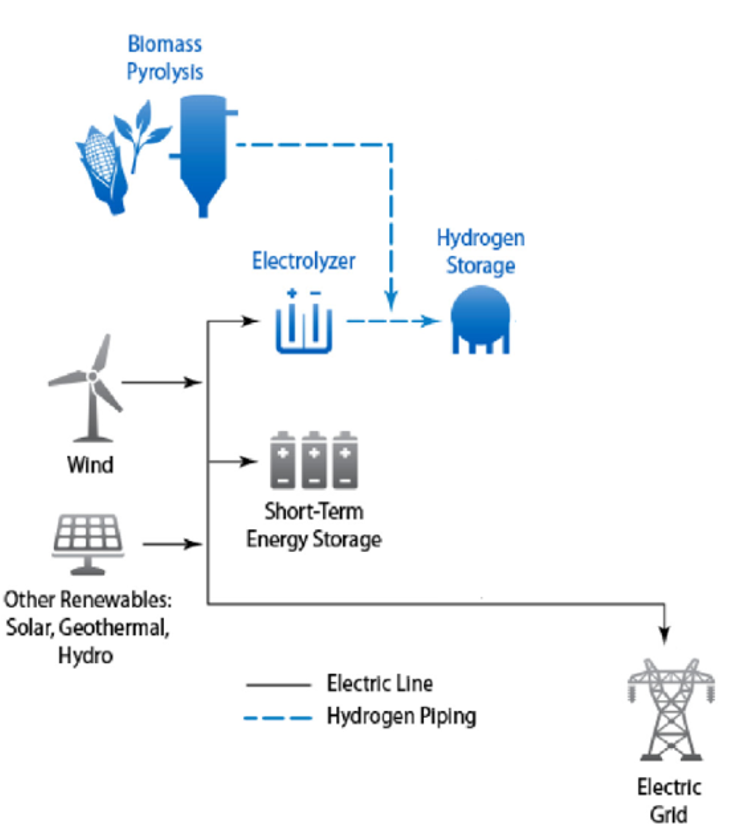 Biomass
Pyrolysis
Hydrogen
Storage
Electrolyzer
+ −
Wind
+ + +
− − −
Short-Term
Energy Storage
Other Renewables:
Solar, Geothermal,
Hydro
Electric Line
Hydrogen Piping
Electric
Grid